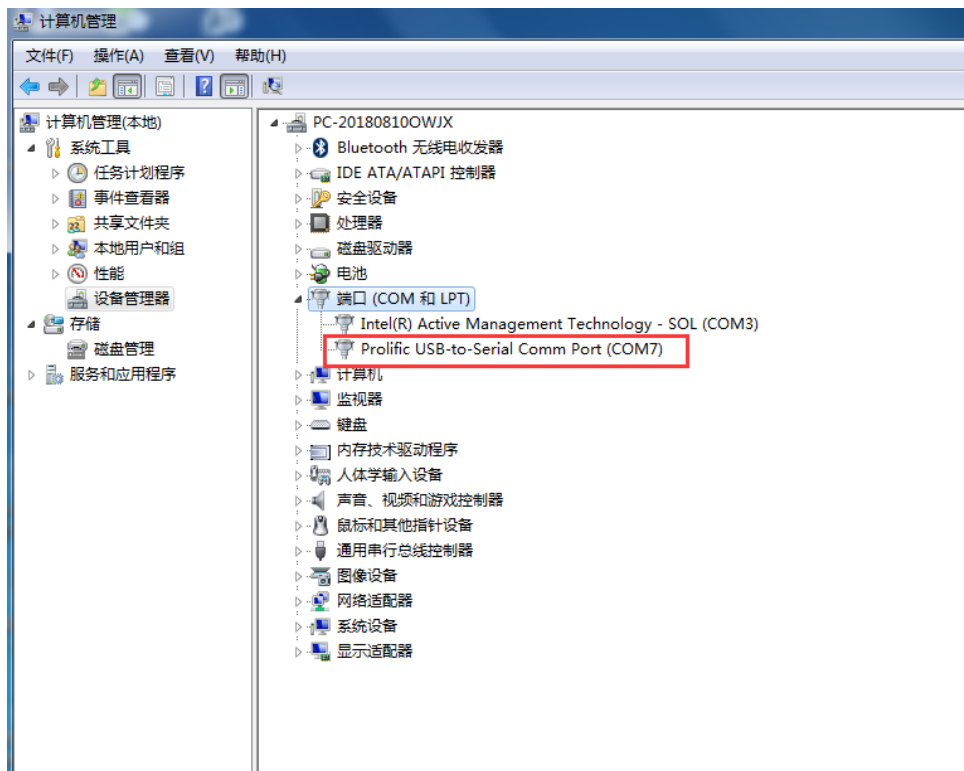 计算机管理
文件(F) 操作(A) 查看(V) 帮助(H)
计算机管理(本地)
系统工具
任务计划程序
事件查看器
共享文件夹
本地用户和组
性能
设备管理器
存储
磁盘管理
服务和应用程序
PC-20180810OWJX
Bluetooth 无线电收发器
IDE ATA/ATAPI 控制器
安全设备
处理器
磁盘驱动器
电池
端口 (COM 和 LPT)
Intel(R) Active Management Technology - SOL (COM3)
Prolific USB-to-Serial Comm Port (COM7)
计算机
监视器
键盘
内存技术驱动程序
人体学输入设备
声音、视频和游戏控制器
鼠标和其他指针设备
通用串行总线控制器
图像设备
网络适配器
系统设备
显示适配器